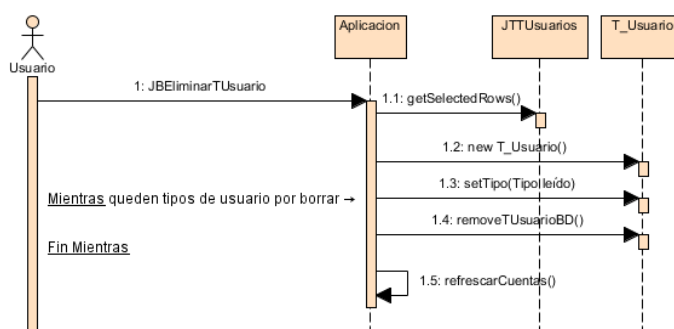 Aplicacion
JTTUsuarios
T_Usuario
Usuario
1: JBEliminarTUsuario
1.1: getSelectedRows()
1.2: new T_Usuario()
1.3: setTipo(Tipo leído)
Mientras queden tipos de usuario por borrar →
1.4: removeTUsuarioBD()
Fin Mientras
1.5: refrescarCuentas()